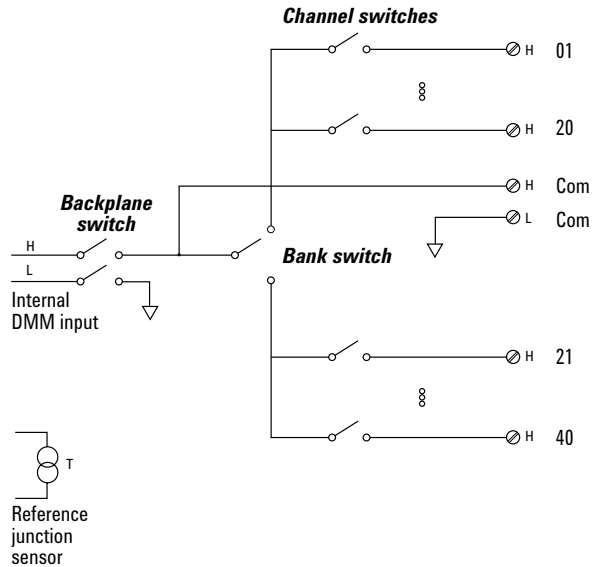 Channel switches
H 01
H 20
H Com
L Com
Backplane
switch
H
L
Internal
DMM input
Bank switch
H 21
H 40
T
Reference
junction
sensor